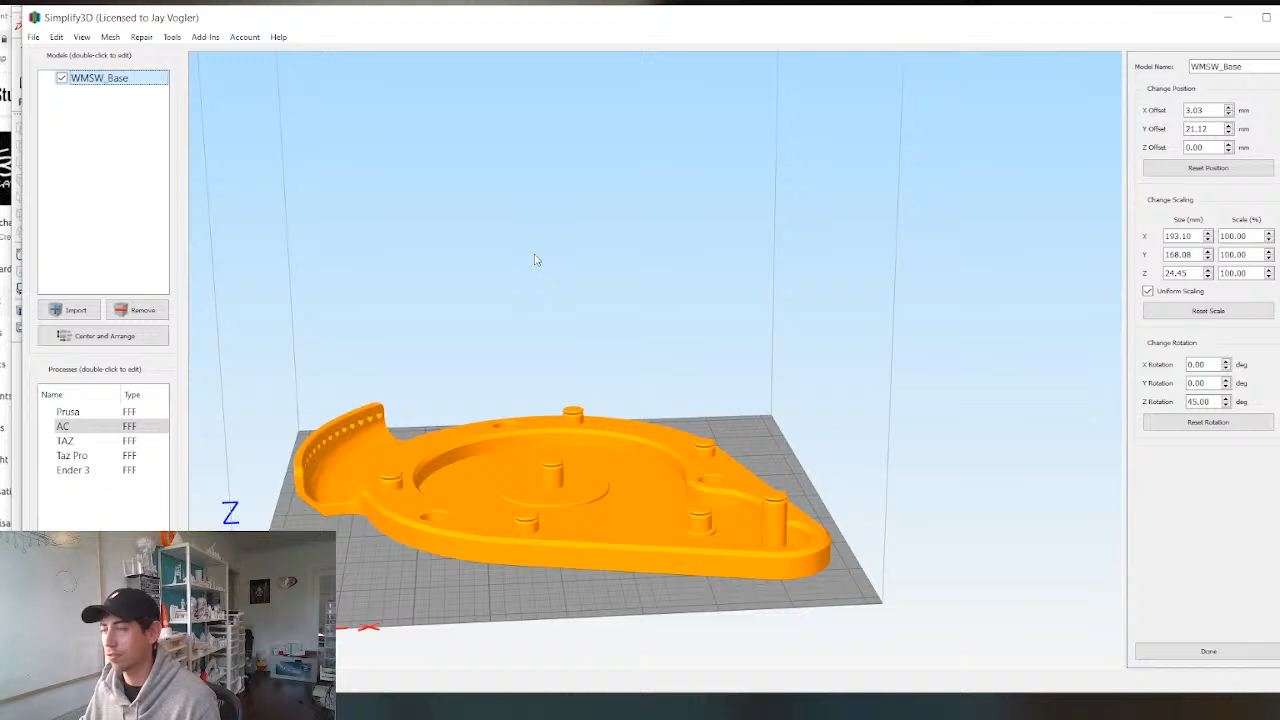 Simplify3D (Licensed to Jay Vogler)
File Edit View Mesh Repair Tools Add-Ins Account Help
Models (double-click to edit)
WMSW_Base
Import Remove
Center and Arrange
Processes (double-click to edit)
Name Type
Prusa FFF
AC FFF
TAZ FFF
Taz Pro FFF
Ender 3 FFF
Z
X
Model Name: WMSW_Base
Change Position
X Offset 3.03 mm
Y Offset 21.12 mm
Z Offset 0.00 mm
Reset Position
Change Scaling
Size (mm) Scale (%)
X 193.10 100.00
Y 168.08 100.00
Z 24.45 100.00
Uniform Scaling
Reset Scale
Change Rotation
X Rotation 0.00 deg
Y Rotation 0.00 deg
Z Rotation 45.00 deg
Reset Rotation
Done